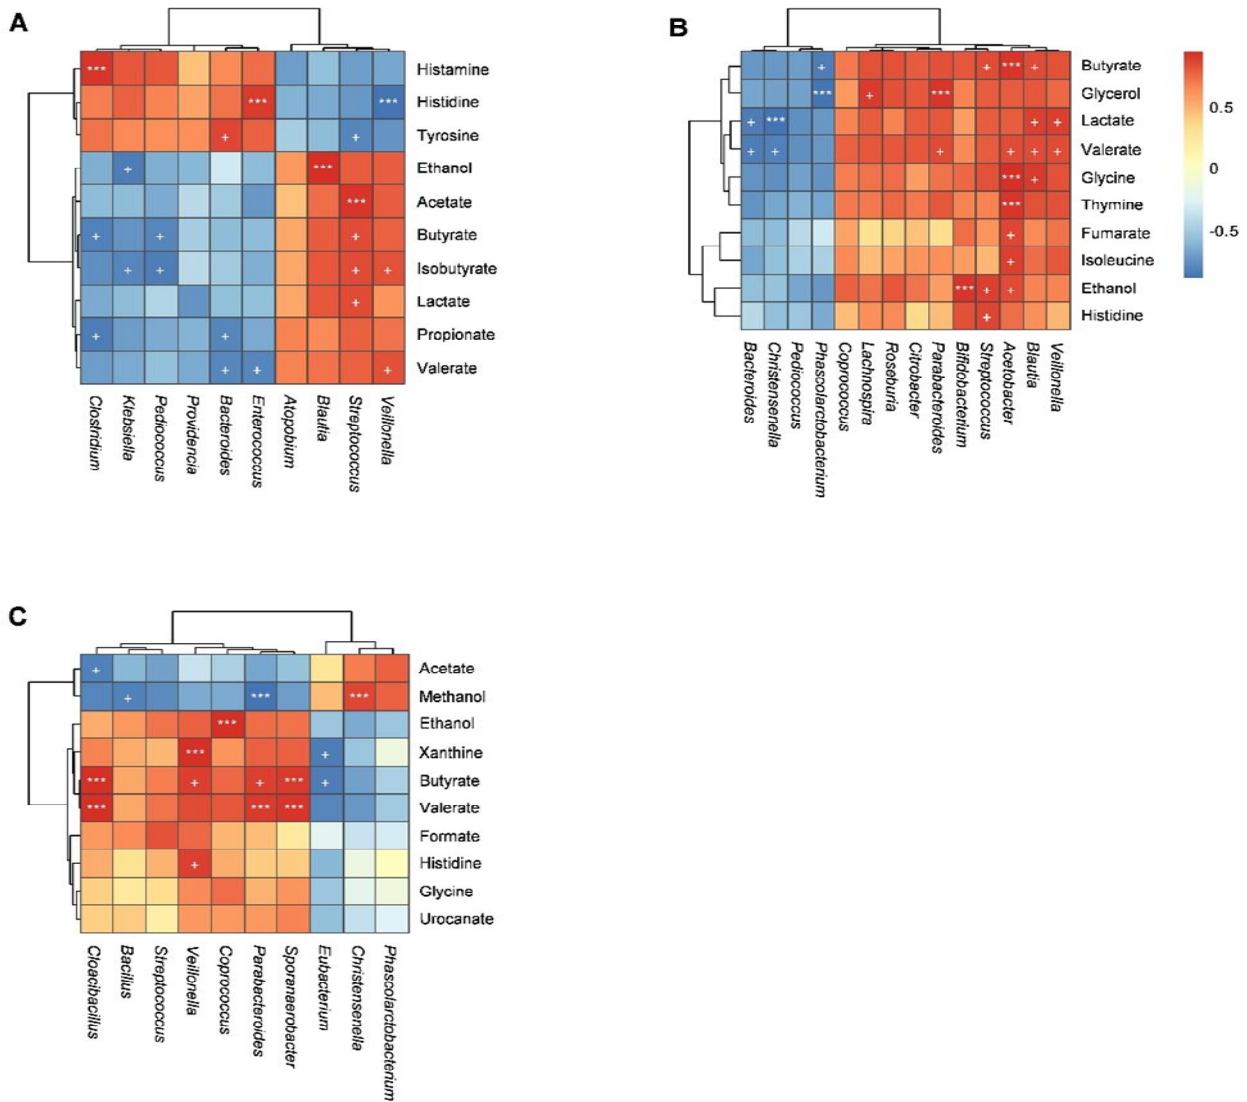 A
Histamine
Histidine
Tyrosine
Ethanol
Acetate
Butyrate
Isobutyrate
Lactate
Propionate
Valerate
Clostridium
Klebsiella
Pediococcus
Providencia
Bacteroides
Enterococcus
Atopobium
Blautia
Streptococcus
Veillonella
B
Butyrate
Glycerol
Lactate
Valerate
Glycine
Thymine
Fumarate
Isoleucine
Ethanol
Histidine
Bacteroides
Christensenella
Pediococcus
Phascolarctobacterium
Coprococcus
Lachnospira
Roseburia
Citrobacter
Parabacteroides
Bifidobacterium
Streptococcus
Acetobacter
Blautia
Veillonella
0.5
0
-0.5
C
Acetate
Methanol
Ethanol
Xanthine
Butyrate
Valerate
Formate
Histidine
Glycine
Urocanate
Cloacibacillus
Bacillus
Streptococcus
Veillonella
Coprococcus
Parabacteroides
Sporanaerobacter
Eubacterium
Christensenella
Phascolarctobacterium